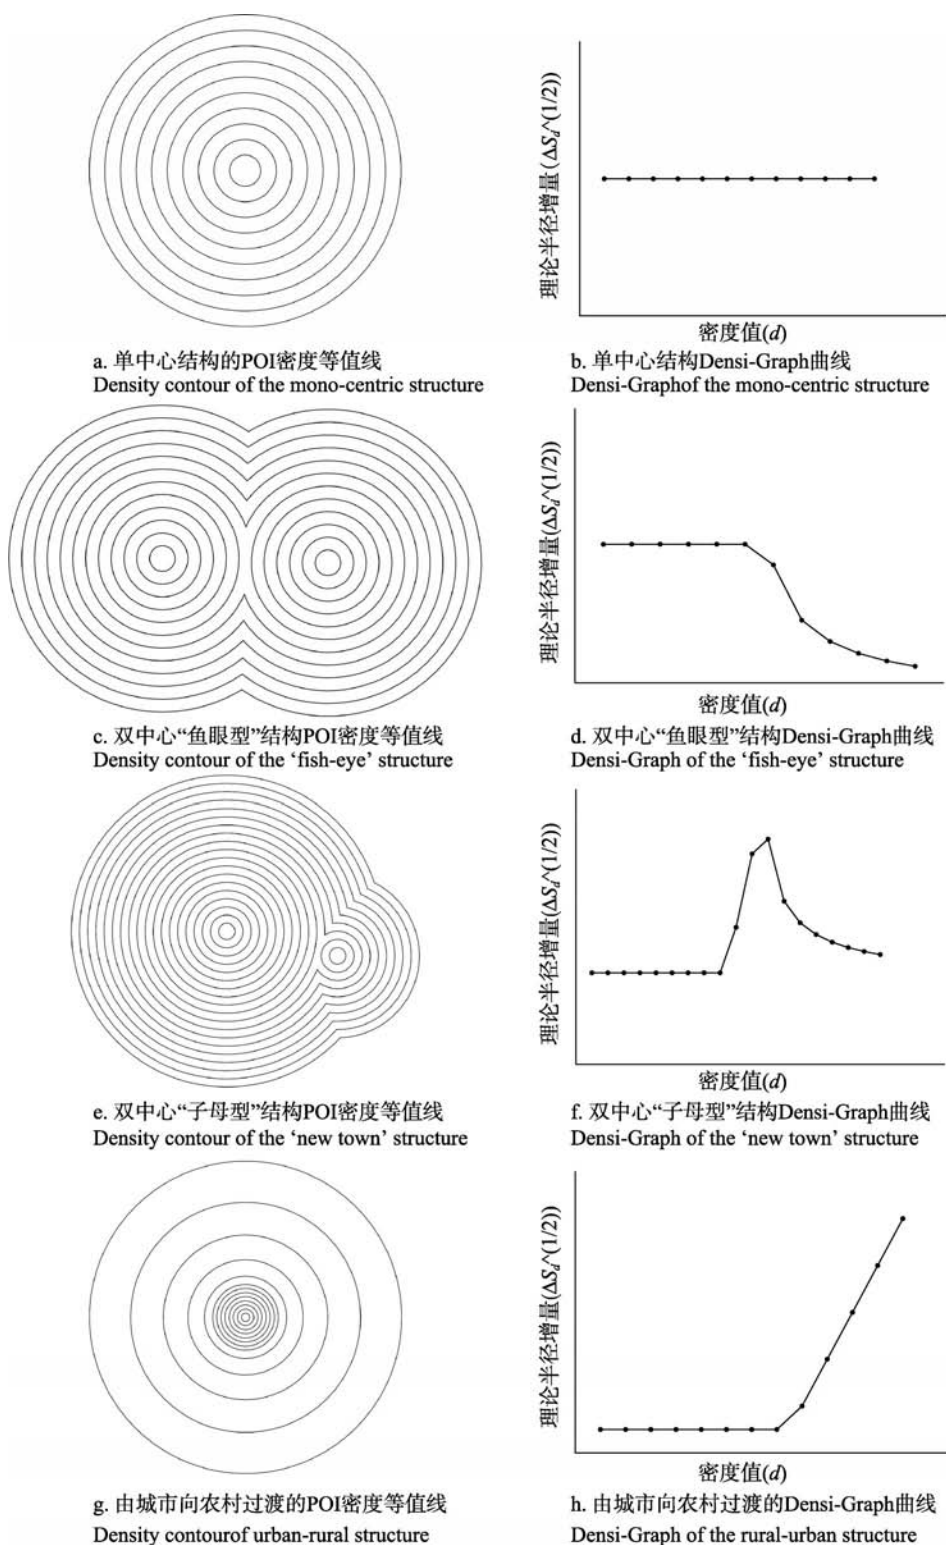 理论半径增量(ΔS_d^(1/2))
密度值(d)
a. 单中心结构的POI密度等值线
Density contour of the mono-centric structure
b. 单中心结构Densi-Graph曲线
Densi-Graphof the mono-centric structure
理论半径增量(ΔS_d^(1/2))
密度值(d)
c. 双中心“鱼眼型”结构POI密度等值线
Density contour of the ‘fish-eye’ structure
d. 双中心“鱼眼型”结构Densi-Graph曲线
Densi-Graph of the ‘fish-eye’ structure
理论半径增量(ΔS_d^(1/2))
密度值(d)
e. 双中心“子母型”结构POI密度等值线
Density contour of the ‘new town’ structure
f. 双中心“子母型”结构Densi-Graph曲线
Densi-Graph of the ‘new town’ structure
理论半径增量(ΔS_d^(1/2))
密度值(d)
g. 由城市向农村过渡的POI密度等值线
Density contourof urban-rural structure
h. 由城市向农村过渡的Densi-Graph曲线
Densi-Graph of the rural-urban structure